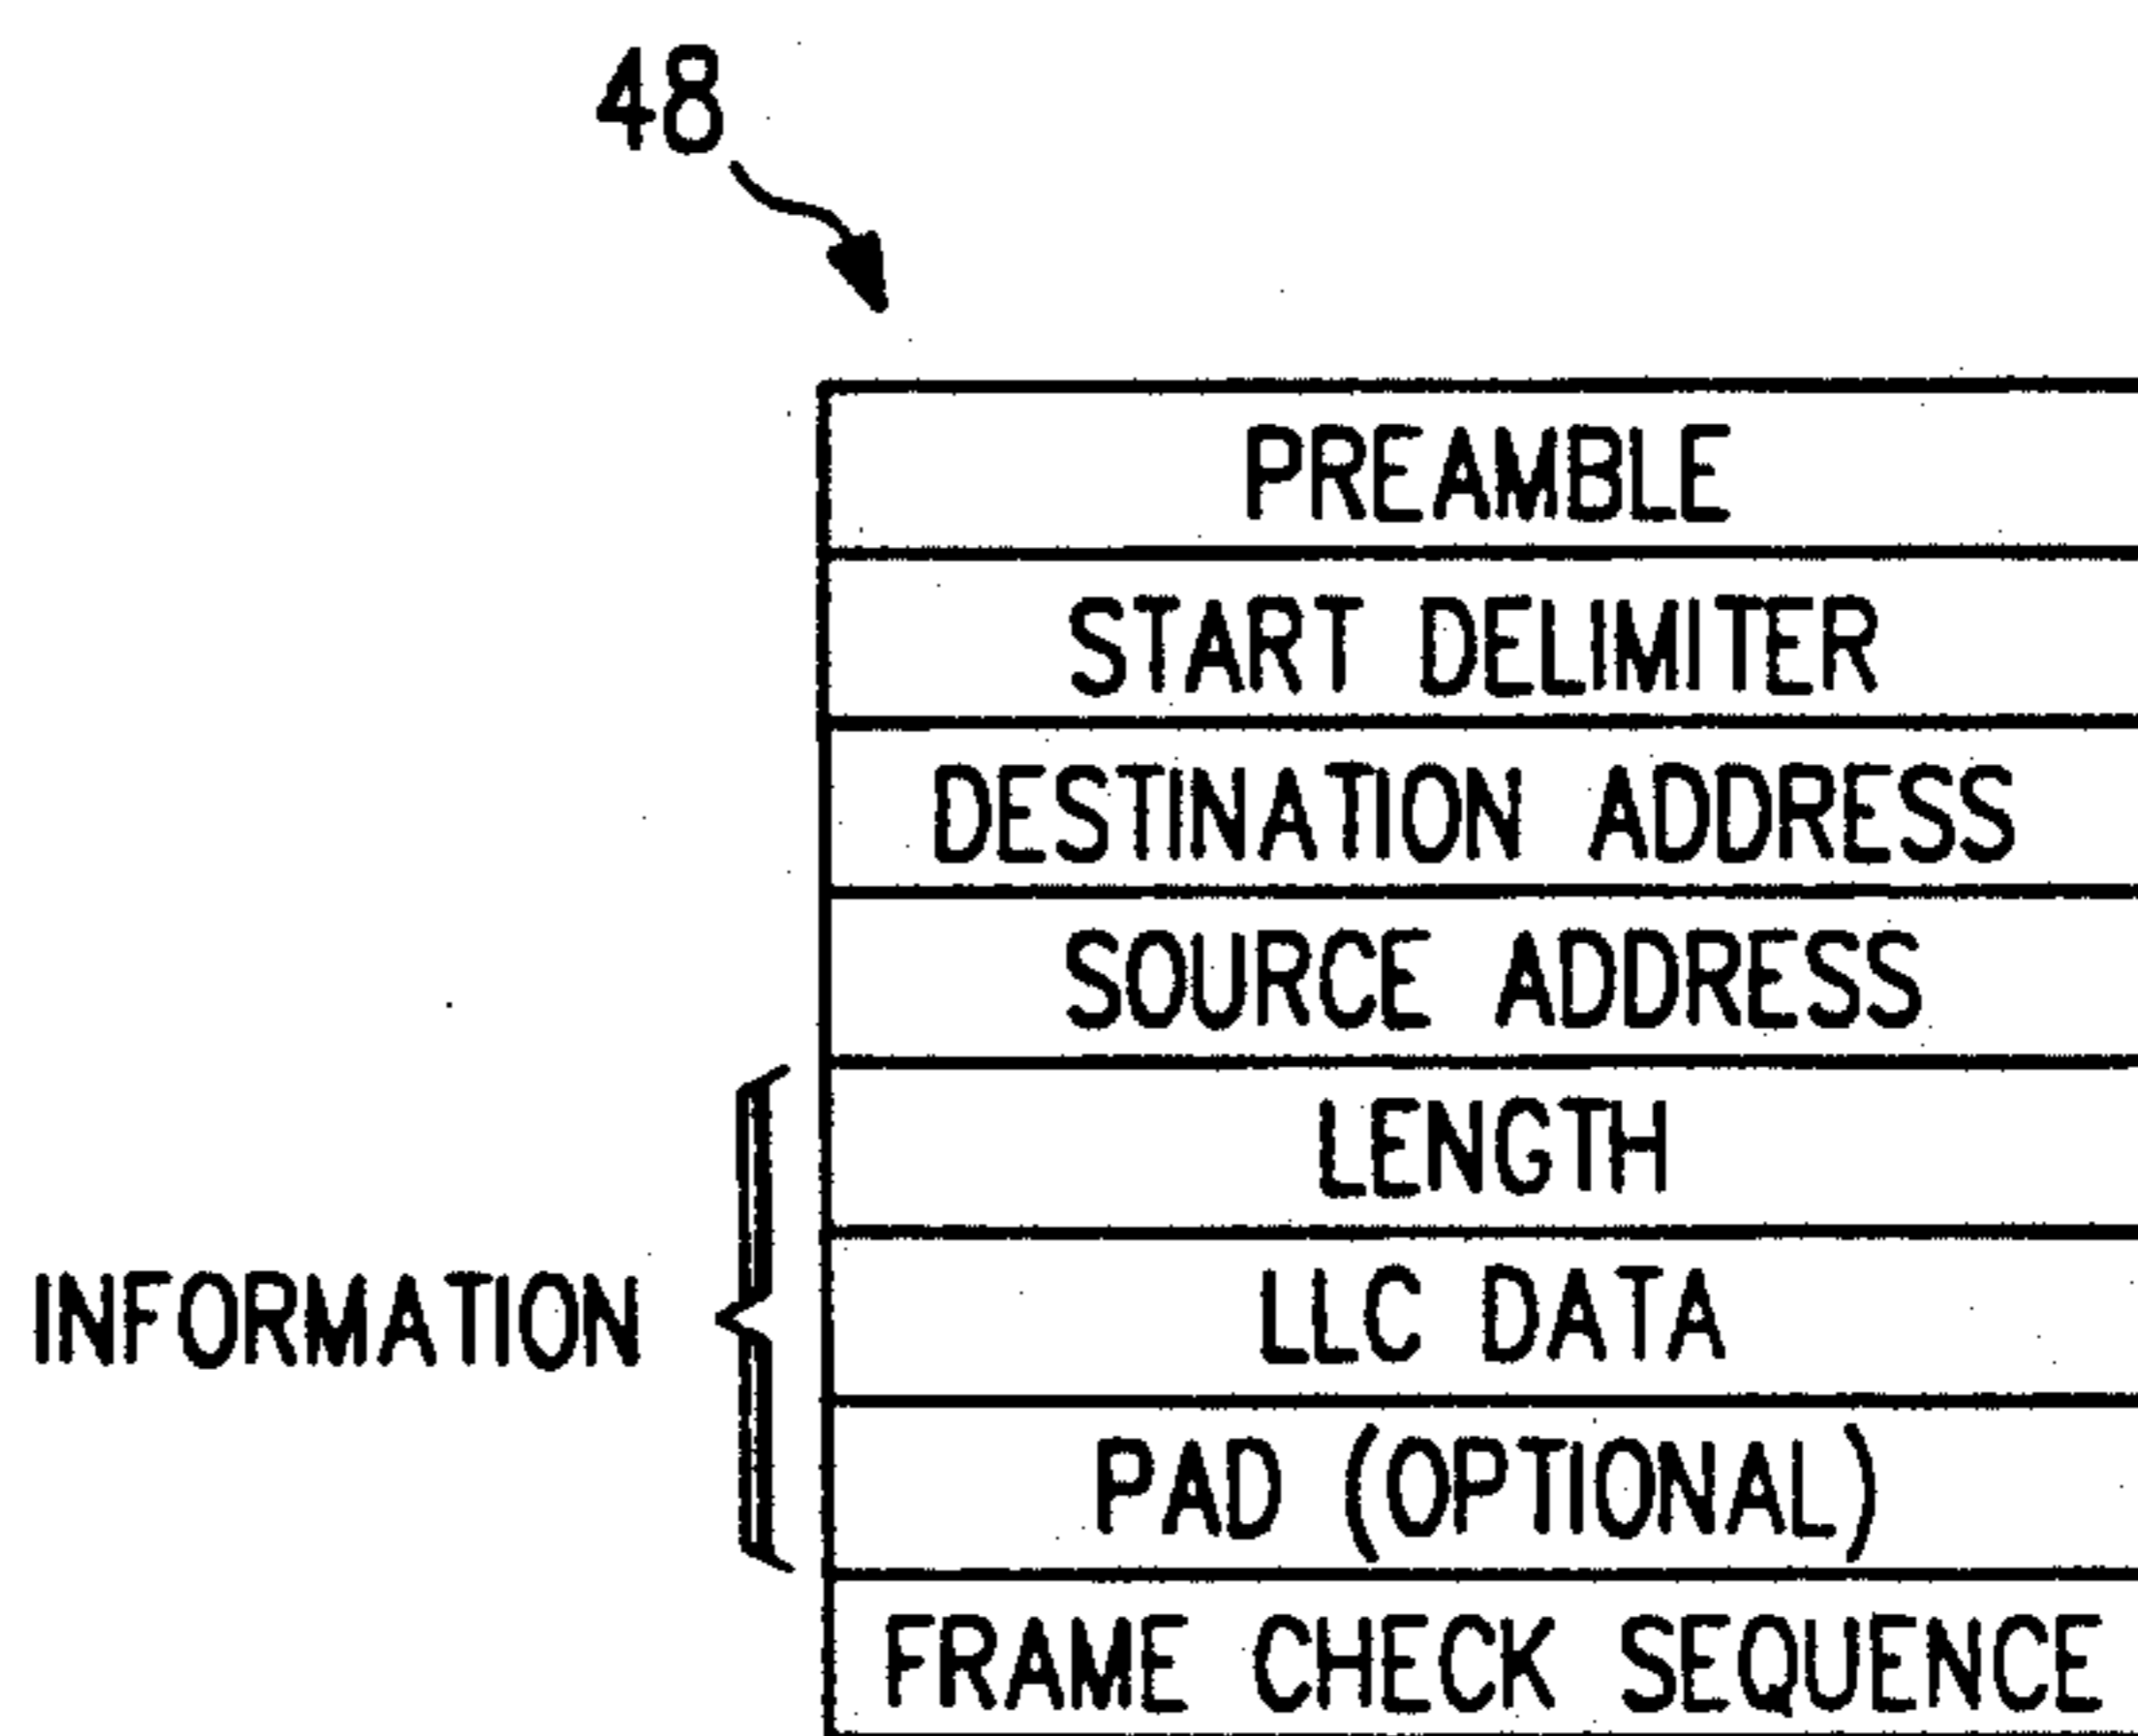 48
PREAMBLE
START DELIMITER
DESTINATION ADDRESS
SOURCE ADDRESS
LENGTH
INFORMATION
LLC DATA
PAD (OPTIONAL)
FRAME CHECK SEQUENCE